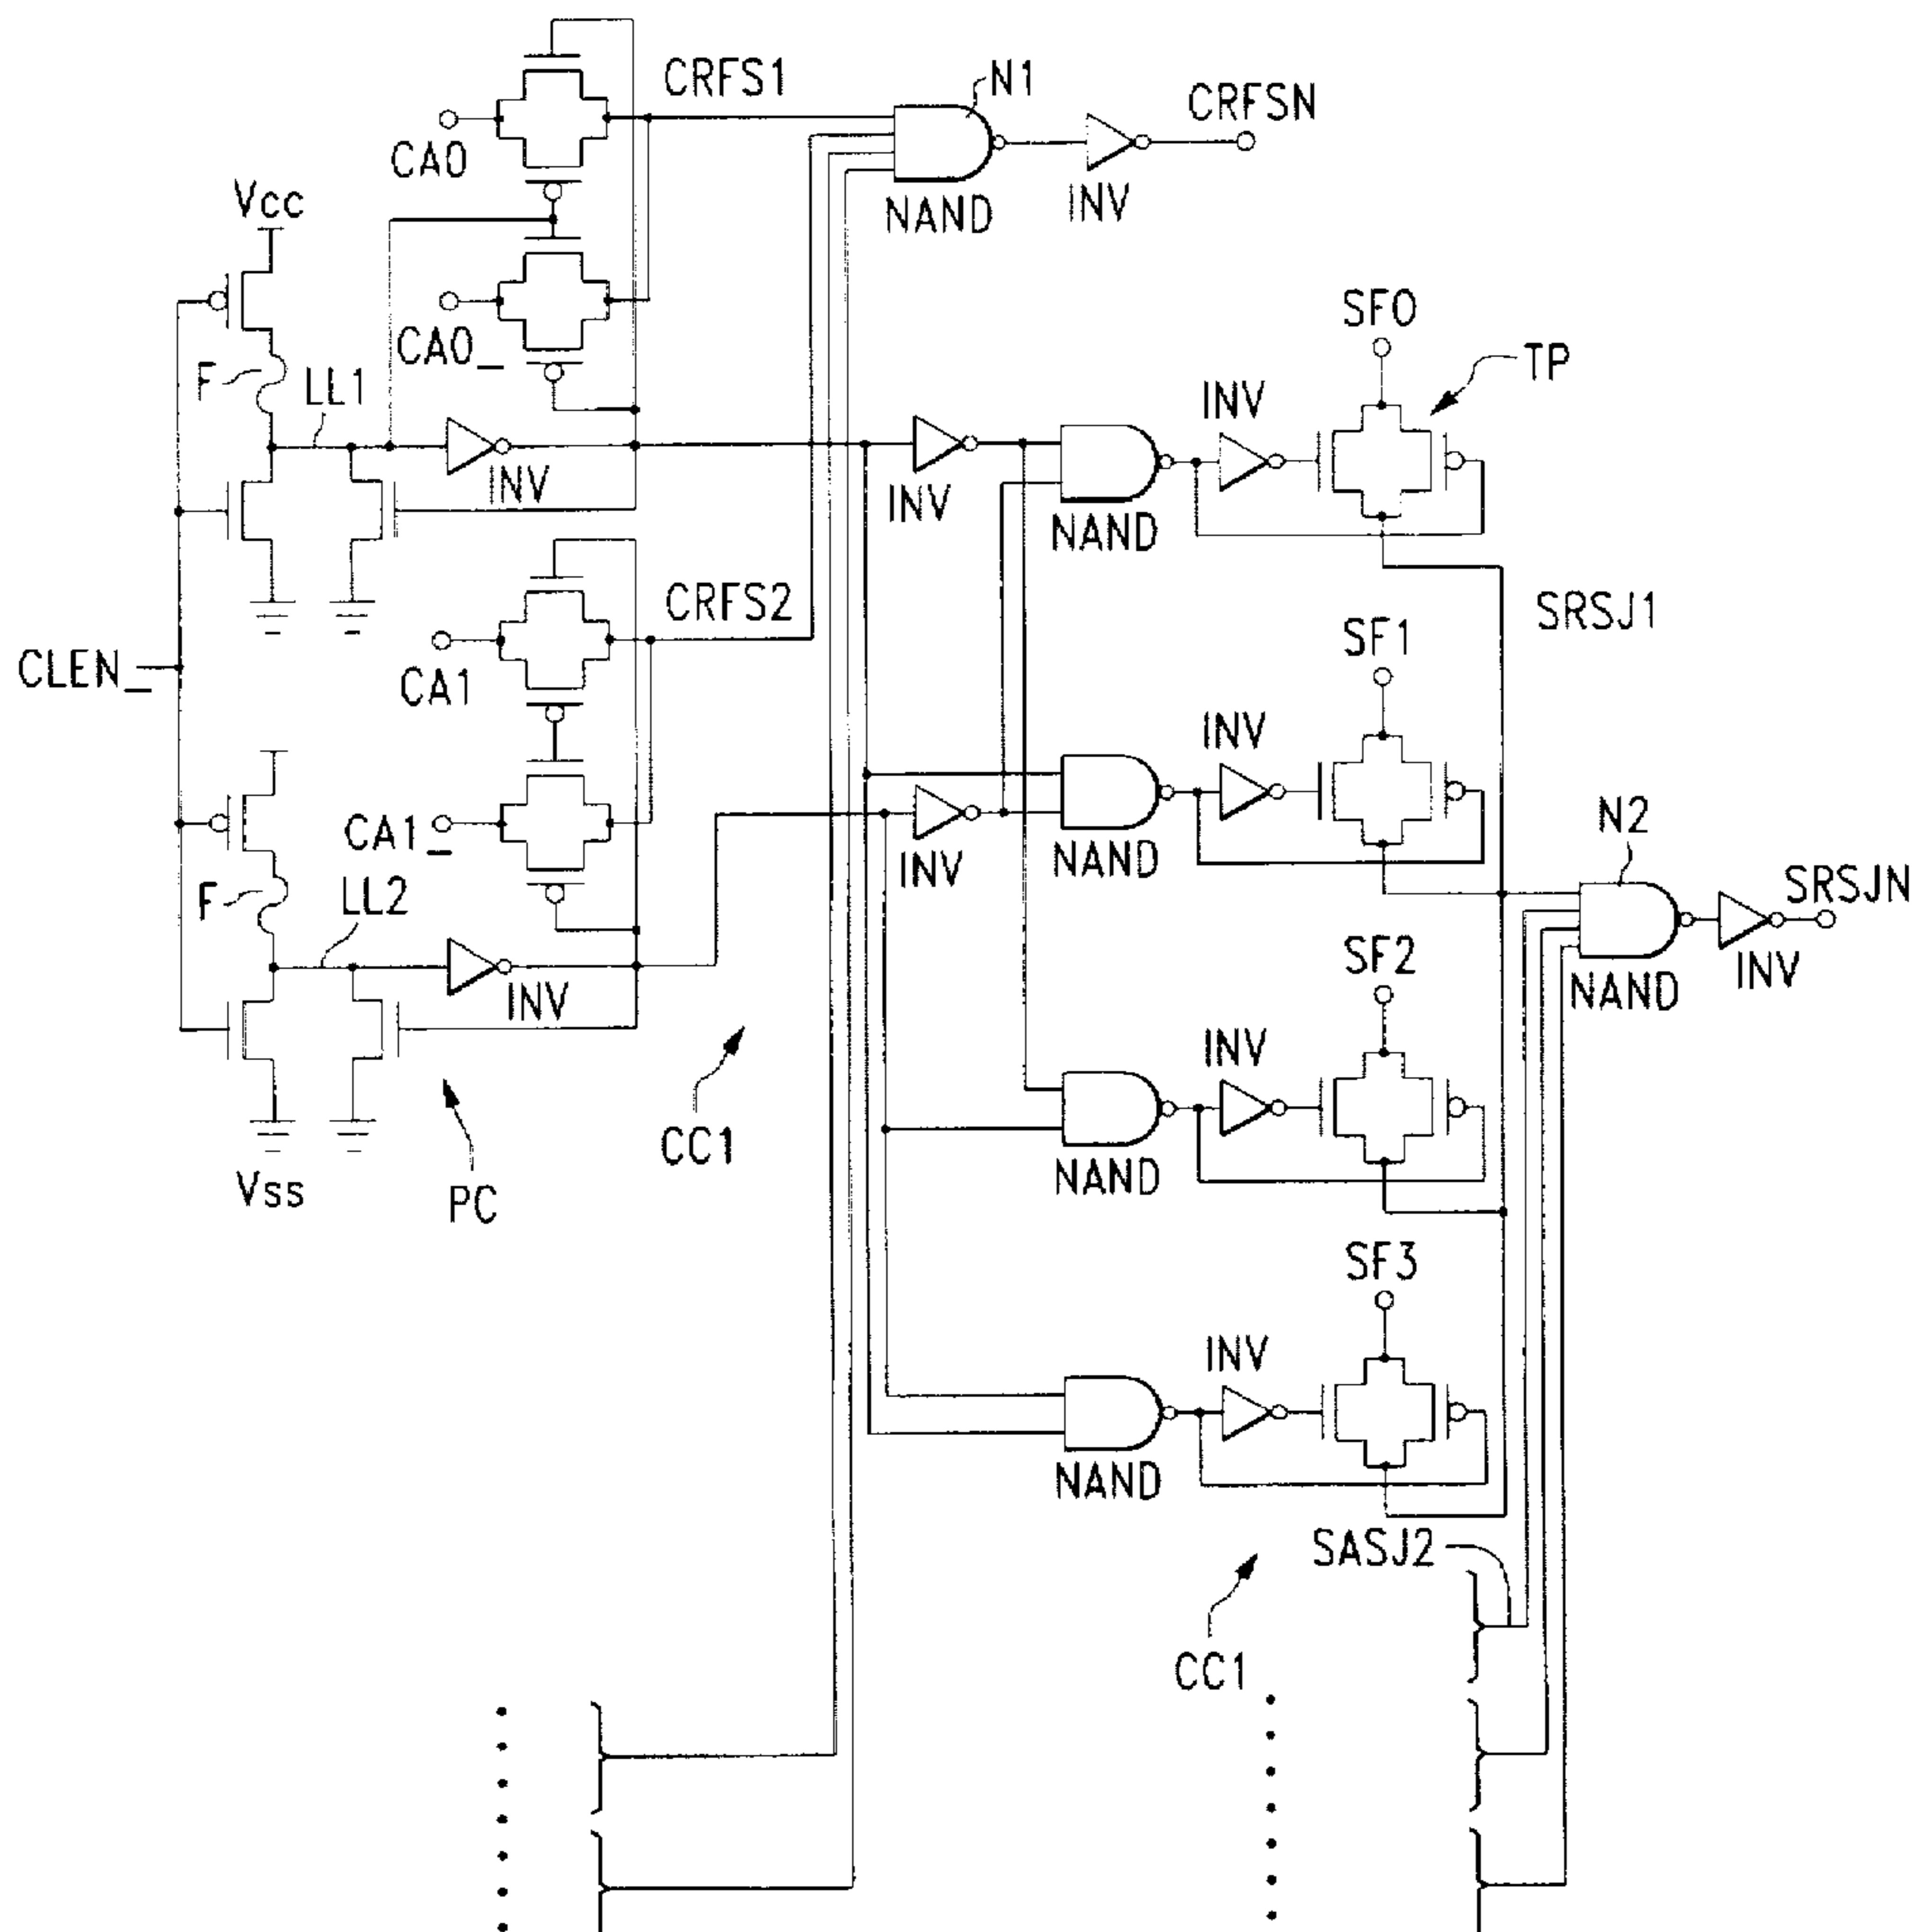 CRFS1
N1
CRFSN
CA0
Vcc
NAND
INV
SF0
TP
CA0_
F
LL1
INV
INV
INV
NAND
CRFS2
SRSJ1
SF1
CLEN_
CA1
INV
N2
CA1_
SRSJN
F
LL2
INV
NAND
SF2
INV
INV
NAND
INV
CC1
NAND
Vss
PC
SF3
INV
NAND
SASJ2
CC1